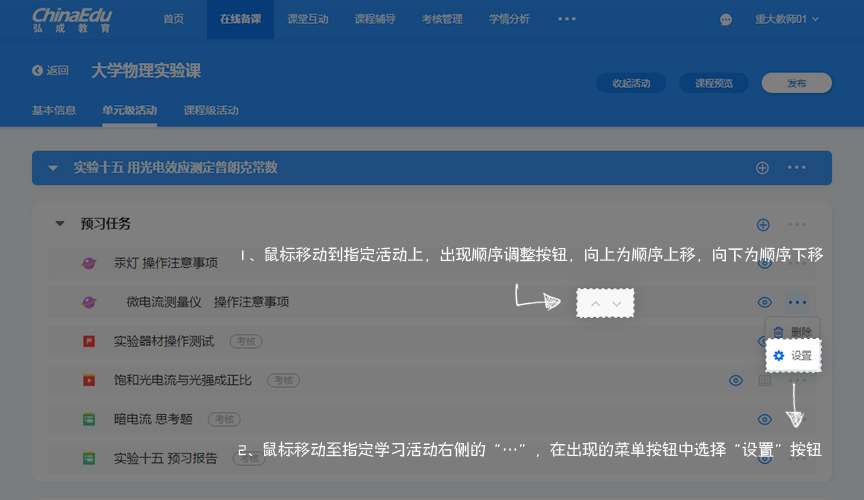 ChinaEdu
弘成教育
首页 在线备课 课堂互动 课程辅导 考核管理 学情分析 ••• 重大教师01
返回 大学物理实验课
收起活动 课程预览 发布
基本信息 单元级活动 课程级活动
实验十五 用光电效应测定普朗克常数
预习任务
1、鼠标移动到指定活动上，出现顺序调整按钮，向上为顺序上移，向下为顺序下移
汞灯 操作注意事项
微电流测量仪 操作注意事项
删除
实验器材操作测试 考核
设置
饱和光电流与光强成正比 考核
暗电流 思考题 考核
2、鼠标移动至指定学习活动右侧的“…”，在出现的菜单按钮中选择“设置”按钮
实验十五 预习报告 考核